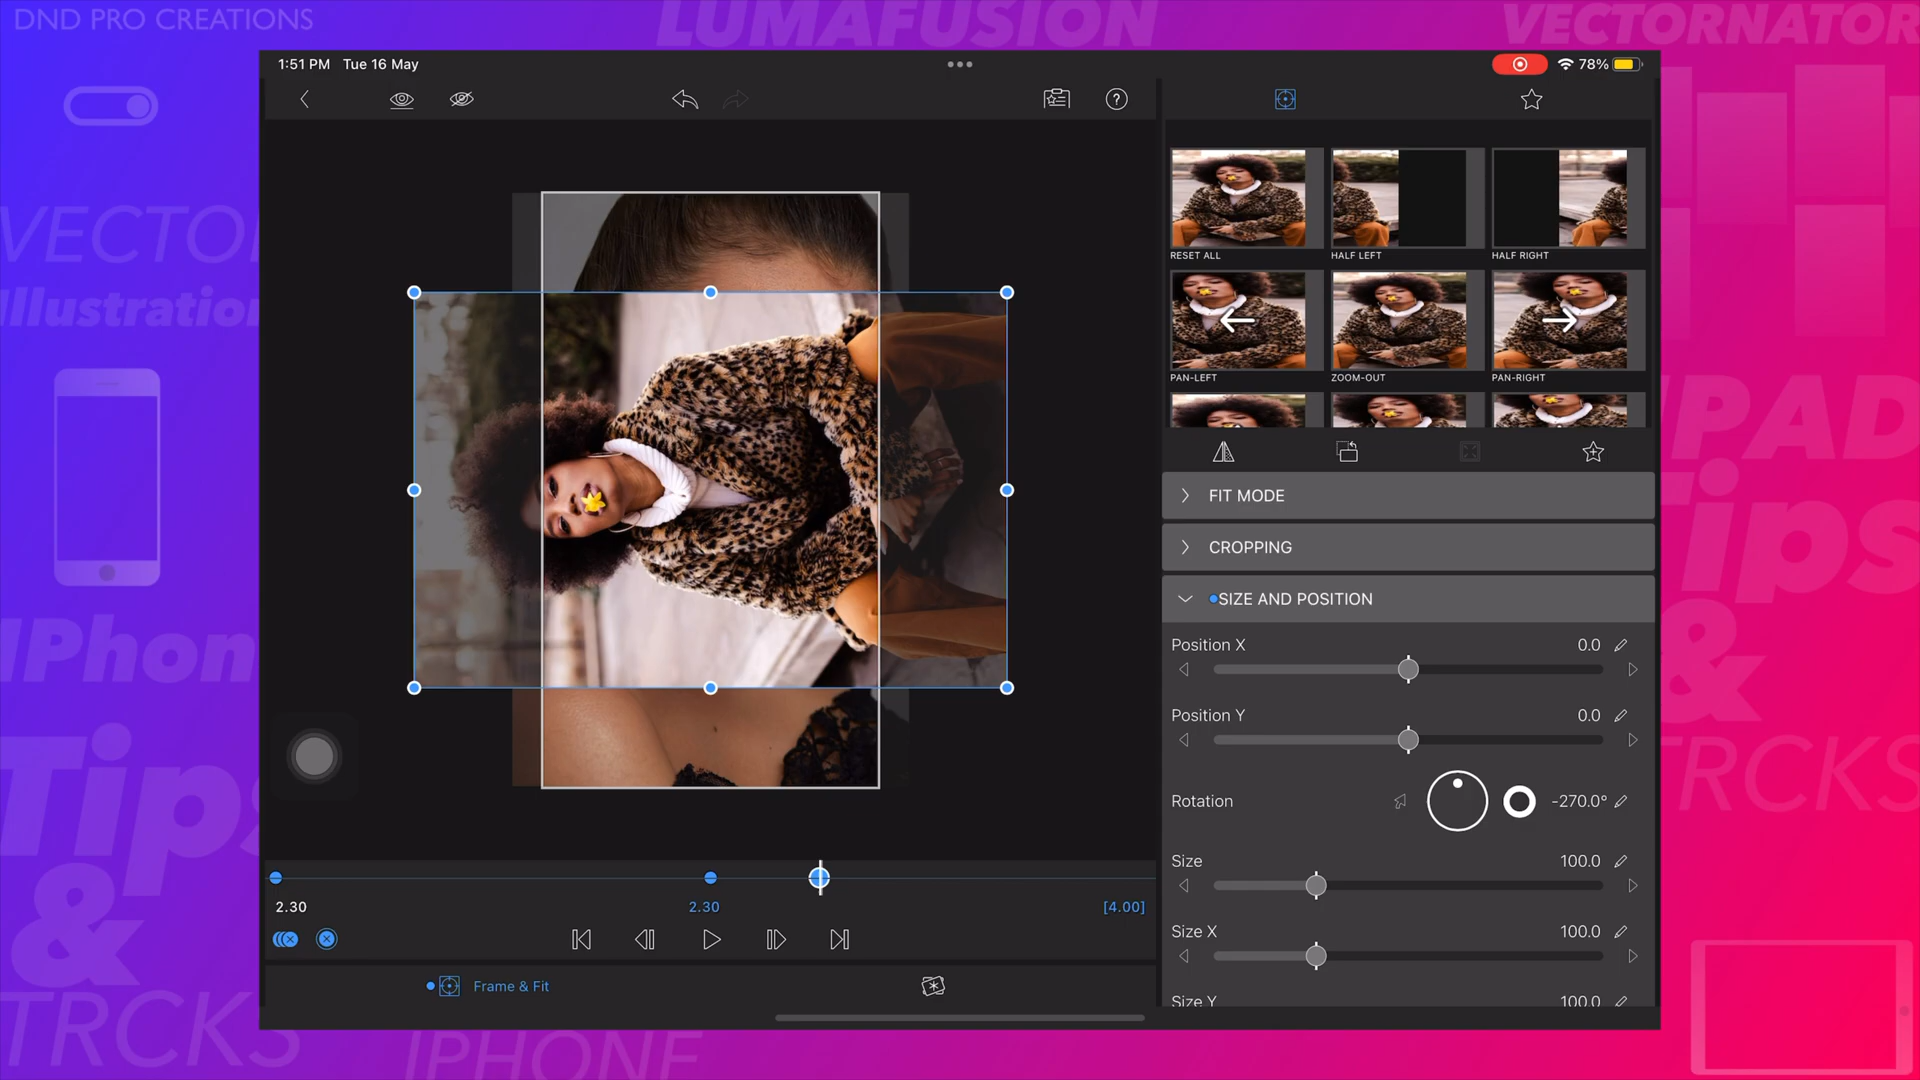 DND PRO CREATIONS
LUMAFUSION
VECTORNATOR
1:51 PM Tue 16 May
78%
RESET ALL
HALF LEFT
HALF RIGHT
PAN-LEFT
ZOOM-OUT
PAN-RIGHT
FIT MODE
CROPPING
SIZE AND POSITION
Position X 0.0
Position Y 0.0
Rotation -270.0°
Size 100.0
Size X 100.0
Size Y 100.0
2.30 2.30 [4.00]
Frame & Fit
VECTO
Illustration
IPhon
Tips
&
TRCKS
IPHONE
IPAD
Tips
&
TRCKS